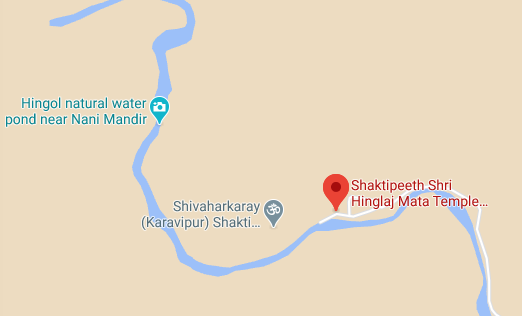 Hingol natural water
pond near Nani Mandir
Shaktipeeth Shri
Hinglaj Mata Temple...
Shivaharkaray
(Karavipur) Shakti...